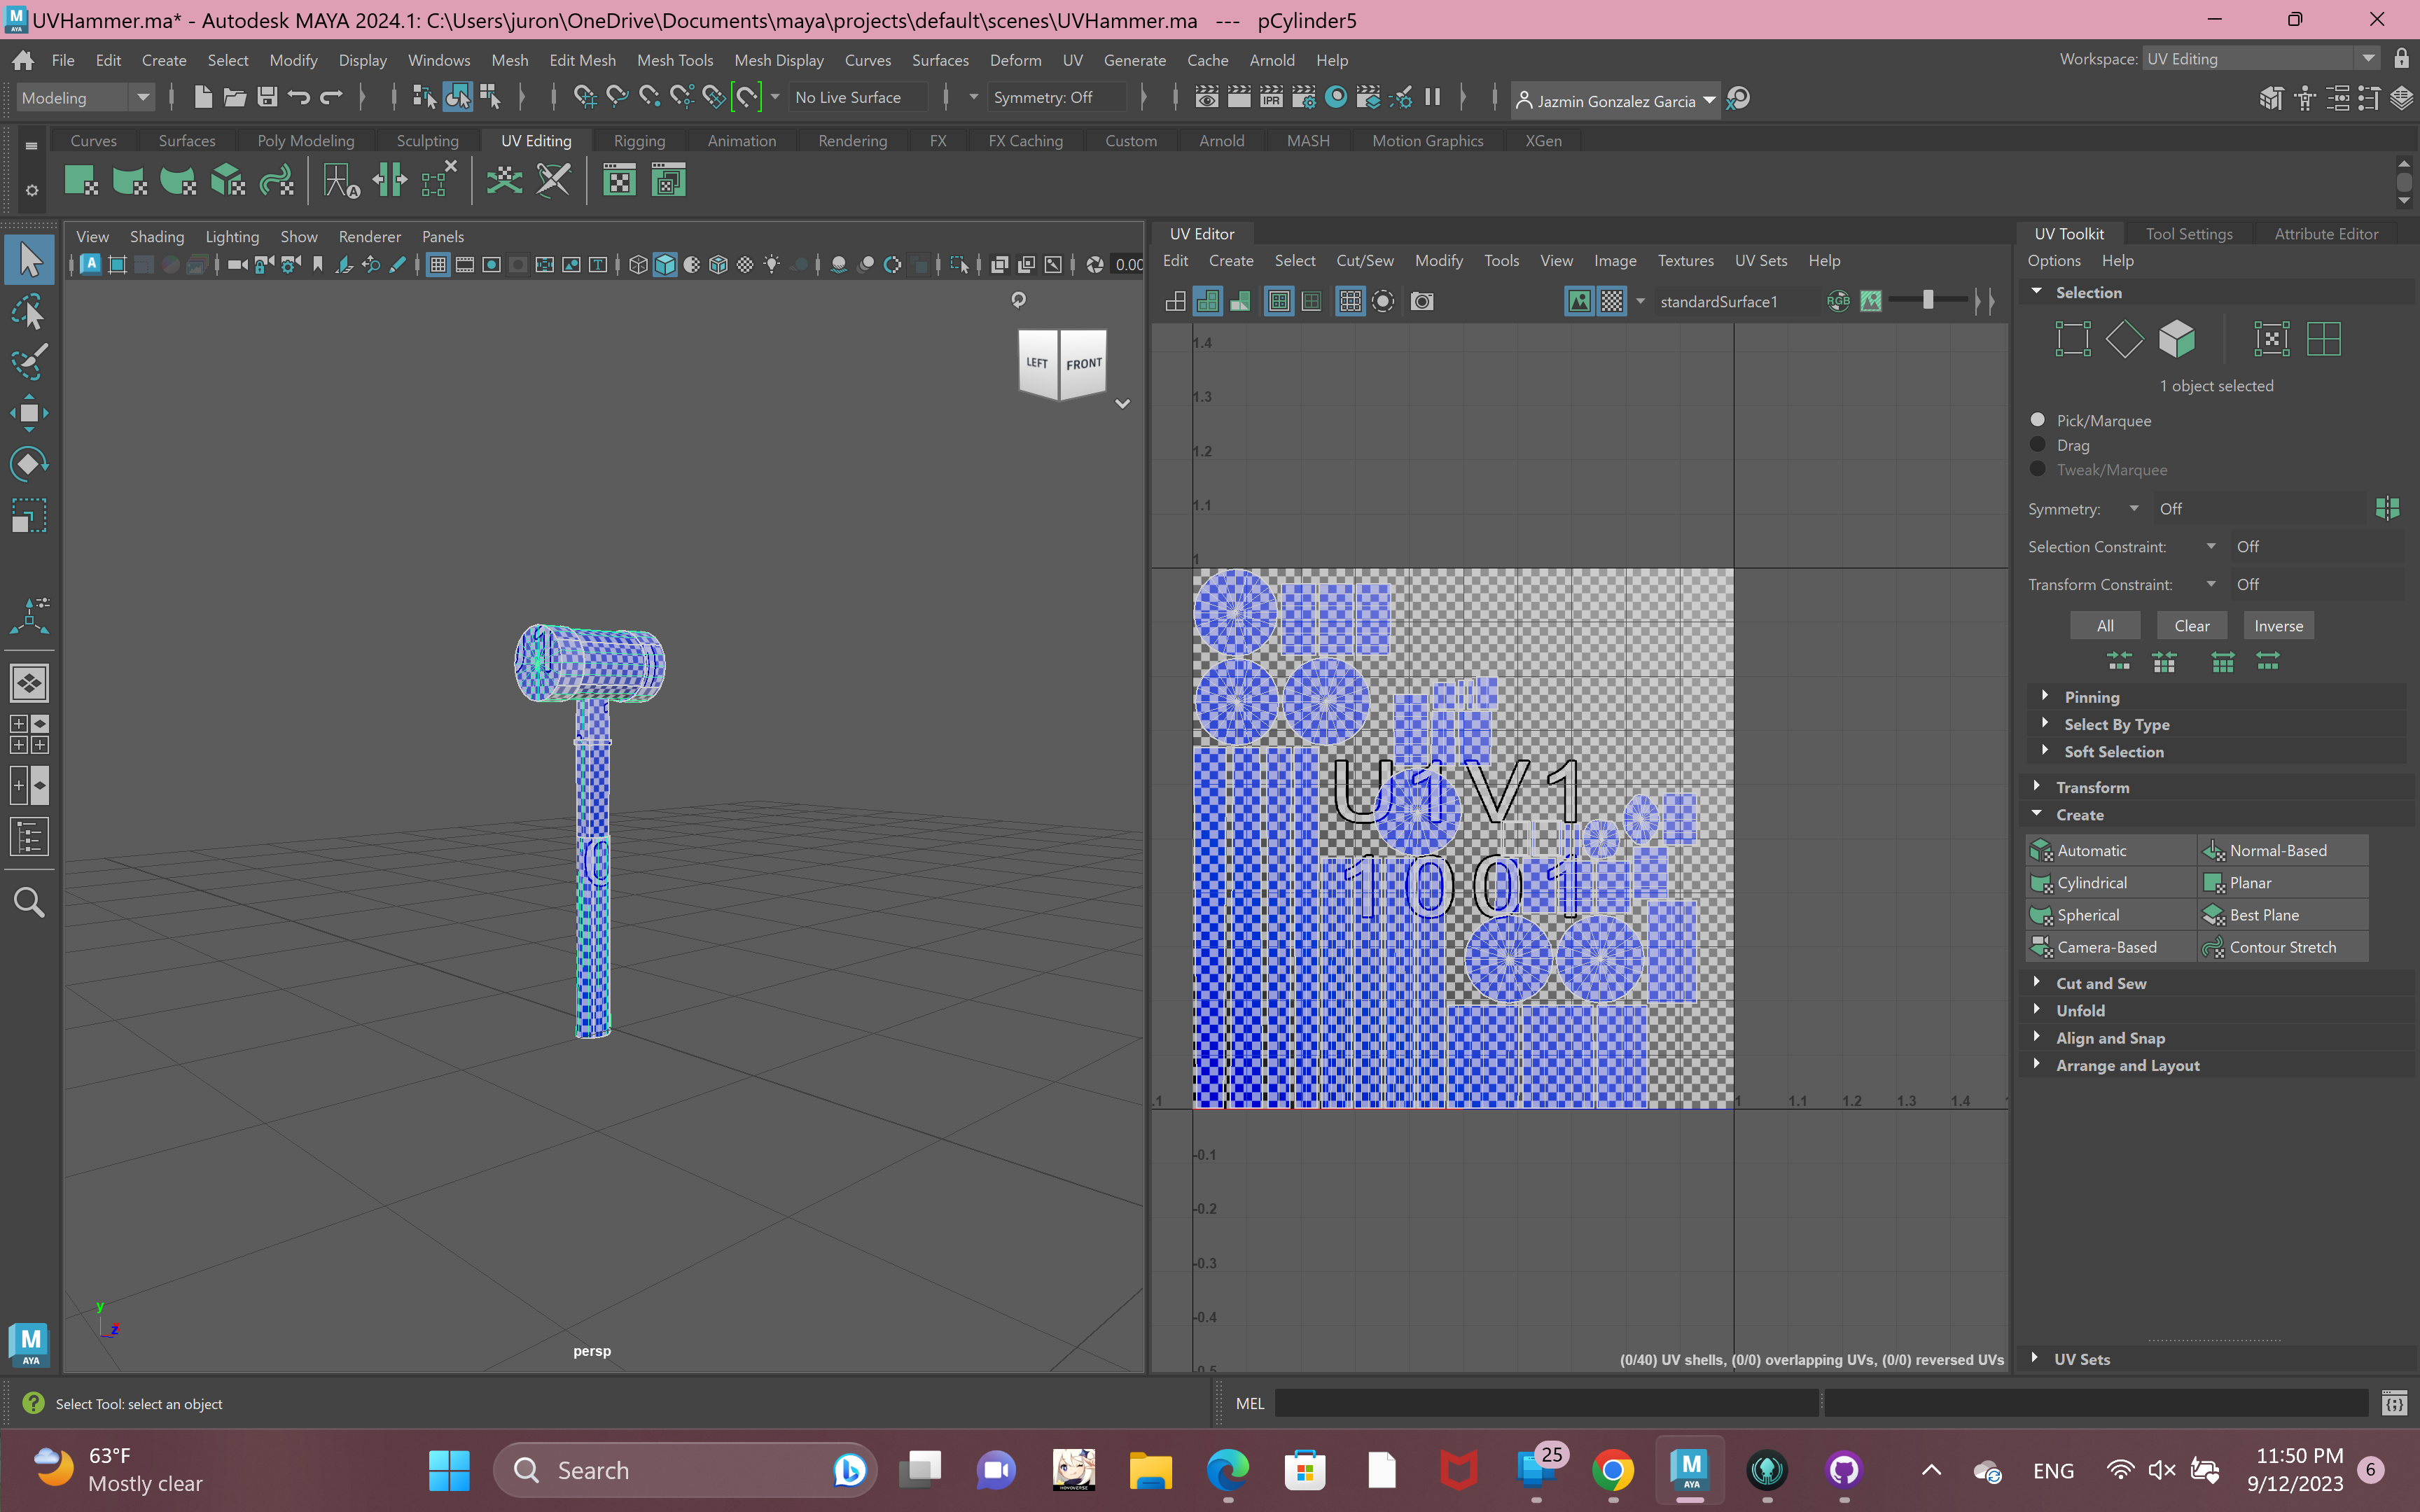 UVHammer.ma* - Autodesk MAYA 2024.1: C:\Users\juron\OneDrive\Documents\maya\projects\default\scenes\UVHammer.ma --- pCylinder5
File Edit Create Select Modify Display Windows Mesh Edit Mesh Mesh Tools Mesh Display Curves Surfaces Deform UV Generate Cache Arnold Help
Workspace: UV Editing
Modeling
No Live Surface
Symmetry: Off
IPR
Jazmin Gonzalez Garcia
Curves Surfaces Poly Modeling Sculpting UV Editing Rigging Animation Rendering FX FX Caching Custom Arnold MASH Motion Graphics XGen
View Shading Lighting Show Renderer Panels
0.00
LEFT FRONT
persp
y
z
UV Editor
Edit Create Select Cut/Sew Modify Tools View Image Textures UV Sets Help
standardSurface1
RGB
1.4
1.3
1.2
1.1
1
U1V1
1001
.1
1 1.1 1.2 1.3 1.4
-0.1
-0.2
-0.3
-0.4
-0.5
(0/40) UV shells, (0/0) overlapping UVs, (0/0) reversed UVs
UV Toolkit Tool Settings Attribute Editor
Options Help
Selection
1 object selected
Pick/Marquee
Drag
Tweak/Marquee
Symmetry: Off
Selection Constraint: Off
Transform Constraint: Off
All Clear Inverse
Pinning
Select By Type
Soft Selection
Transform
Create
Automatic Normal-Based
Cylindrical Planar
Spherical Best Plane
Camera-Based Contour Stretch
Cut and Sew
Unfold
Align and Snap
Arrange and Layout
UV Sets
M
AYA
Select Tool: select an object
MEL
63°F
Mostly clear
Search
25
M
AYA
ENG
11:50 PM
9/12/2023
6